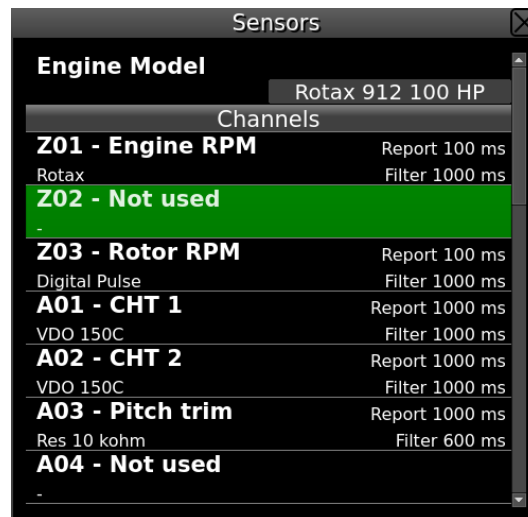 Sensors
Engine Model
Rotax 912 100 HP
Channels
Z01 - Engine RPM Report 100 ms
Rotax Filter 1000 ms
Z02 - Not used
-
Z03 - Rotor RPM Report 100 ms
Digital Pulse Filter 1000 ms
A01 - CHT 1 Report 1000 ms
VDO 150C Filter 1000 ms
A02 - CHT 2 Report 1000 ms
VDO 150C Filter 1000 ms
A03 - Pitch trim Report 1000 ms
Res 10 kohm Filter 600 ms
A04 - Not used
-